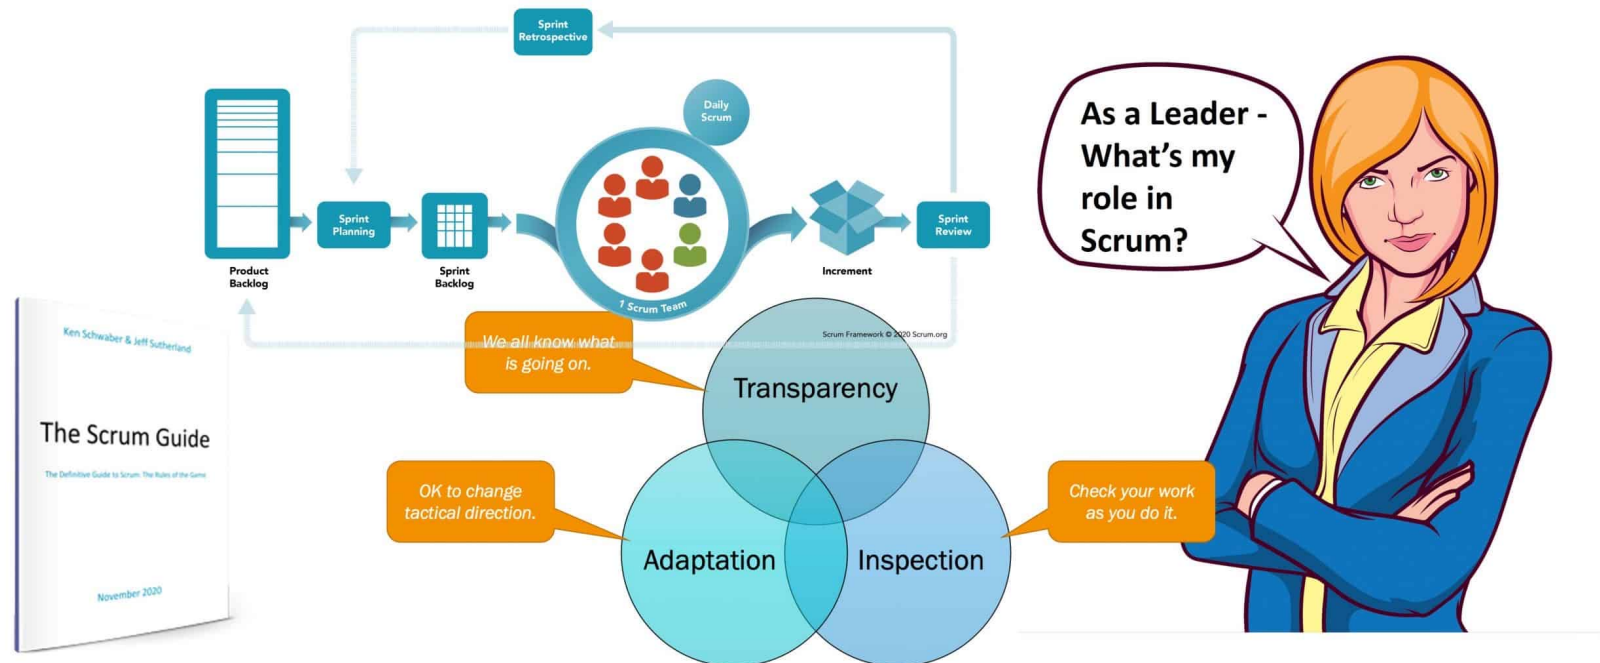 Sprint
Retrospective
Daily
Scrum
Sprint
Planning
Sprint
Review
Product
Backlog
Sprint
Backlog
Increment
1 Scrum Team
Scrum Framework © 2020 Scrum.org
As a Leader -
What's my
role in
Scrum?
Ken Schwaber & Jeff Sutherland
The Scrum Guide
The Definitive Guide to Scrum: The Rules of the Game
November 2020
We all know what
is going on.
Transparency
OK to change
tactical direction.
Adaptation
Inspection
Check your work
as you do it.